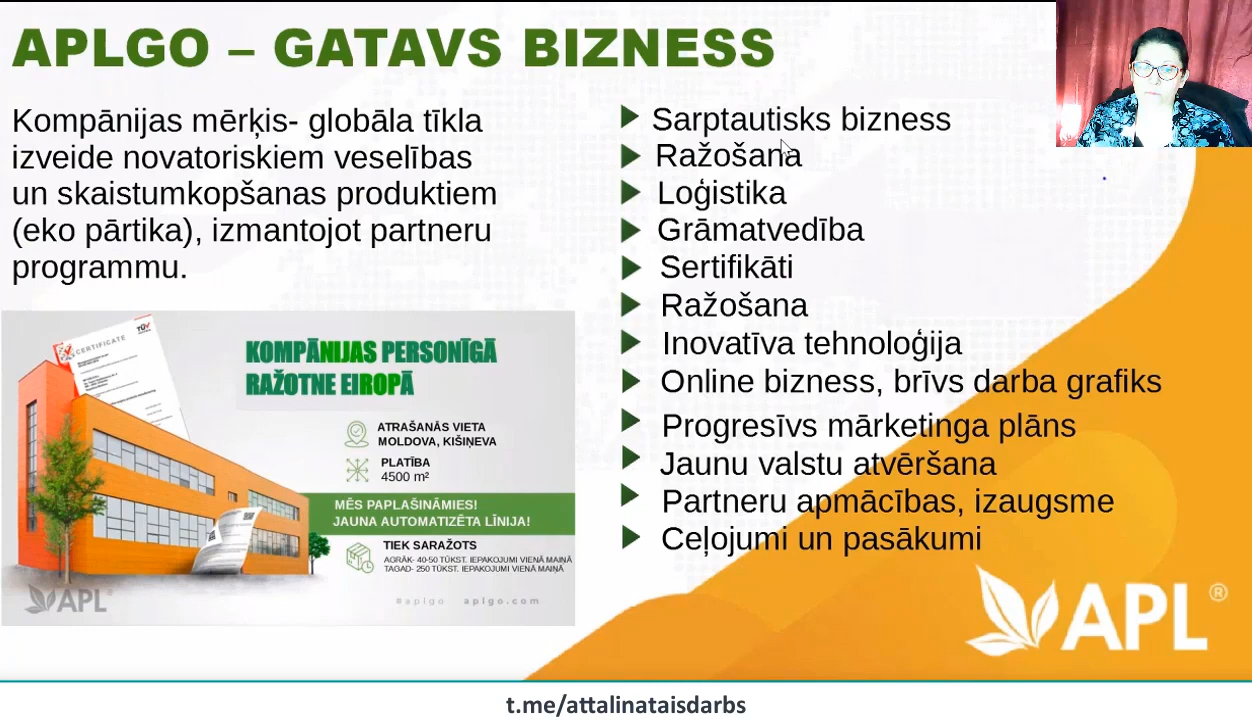 APLGO – GATAVS BIZNESS
Kompānijas mērķis- globāla tīkla
izveide novatoriskiem veselības
un skaistumkopšanas produktiem
(eko pārtika), izmantojot partneru
programmu.
Sarptautisks bizness
Ražošana
Loģistika
Grāmatvedība
Sertifikāti
Ražošana
Inovatīva tehnoloģija
Online bizness, brīvs darba grafiks
Progresīvs mārketinga plāns
Jaunu valstu atvēršana
Partneru apmācības, izaugsme
Ceļojumi un pasākumi
TÜV
CERTIFICATE
KOMPĀNIJAS PERSONĪGĀ
RAŽOTNE EIROPĀ
ATRAŠANĀS VIETA
MOLDOVA, KIŠIŅEVA
PLATĪBA
4500 m²
MĒS PAPLAŠINĀMIES!
JAUNA AUTOMATIZĒTA LĪNIJA!
TIEK SARAŽOTS
AGRĀK- 40-50 TŪKST. IEPAKOJUMI VIENĀ MAIŅĀ
TAGAD- 250 TŪKST. IEPAKOJUMI VIENĀ MAIŅĀ
APL
#aplgo aplgo.com
APL®
t.me/attalinataisdarbs